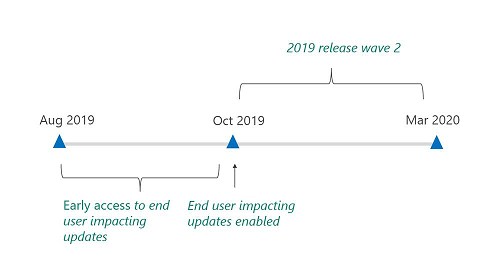 2019 release wave 2
Aug 2019
Oct 2019
Mar 2020
Early access to end
user impacting
updates
End user impacting
updates enabled